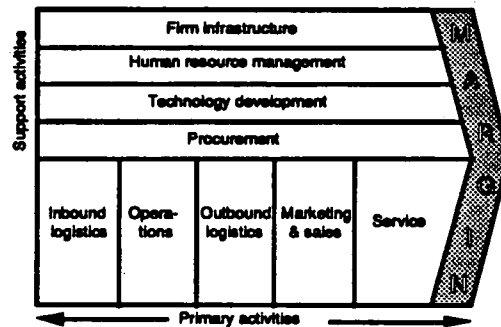 Support activities
Firm infrastructure
Human resource management
Technology development
Procurement
Inbound
logistics
Opera-
tions
Outbound
logistics
Marketing
& sales
Service
M
A
R
G
I
N
Primary activities